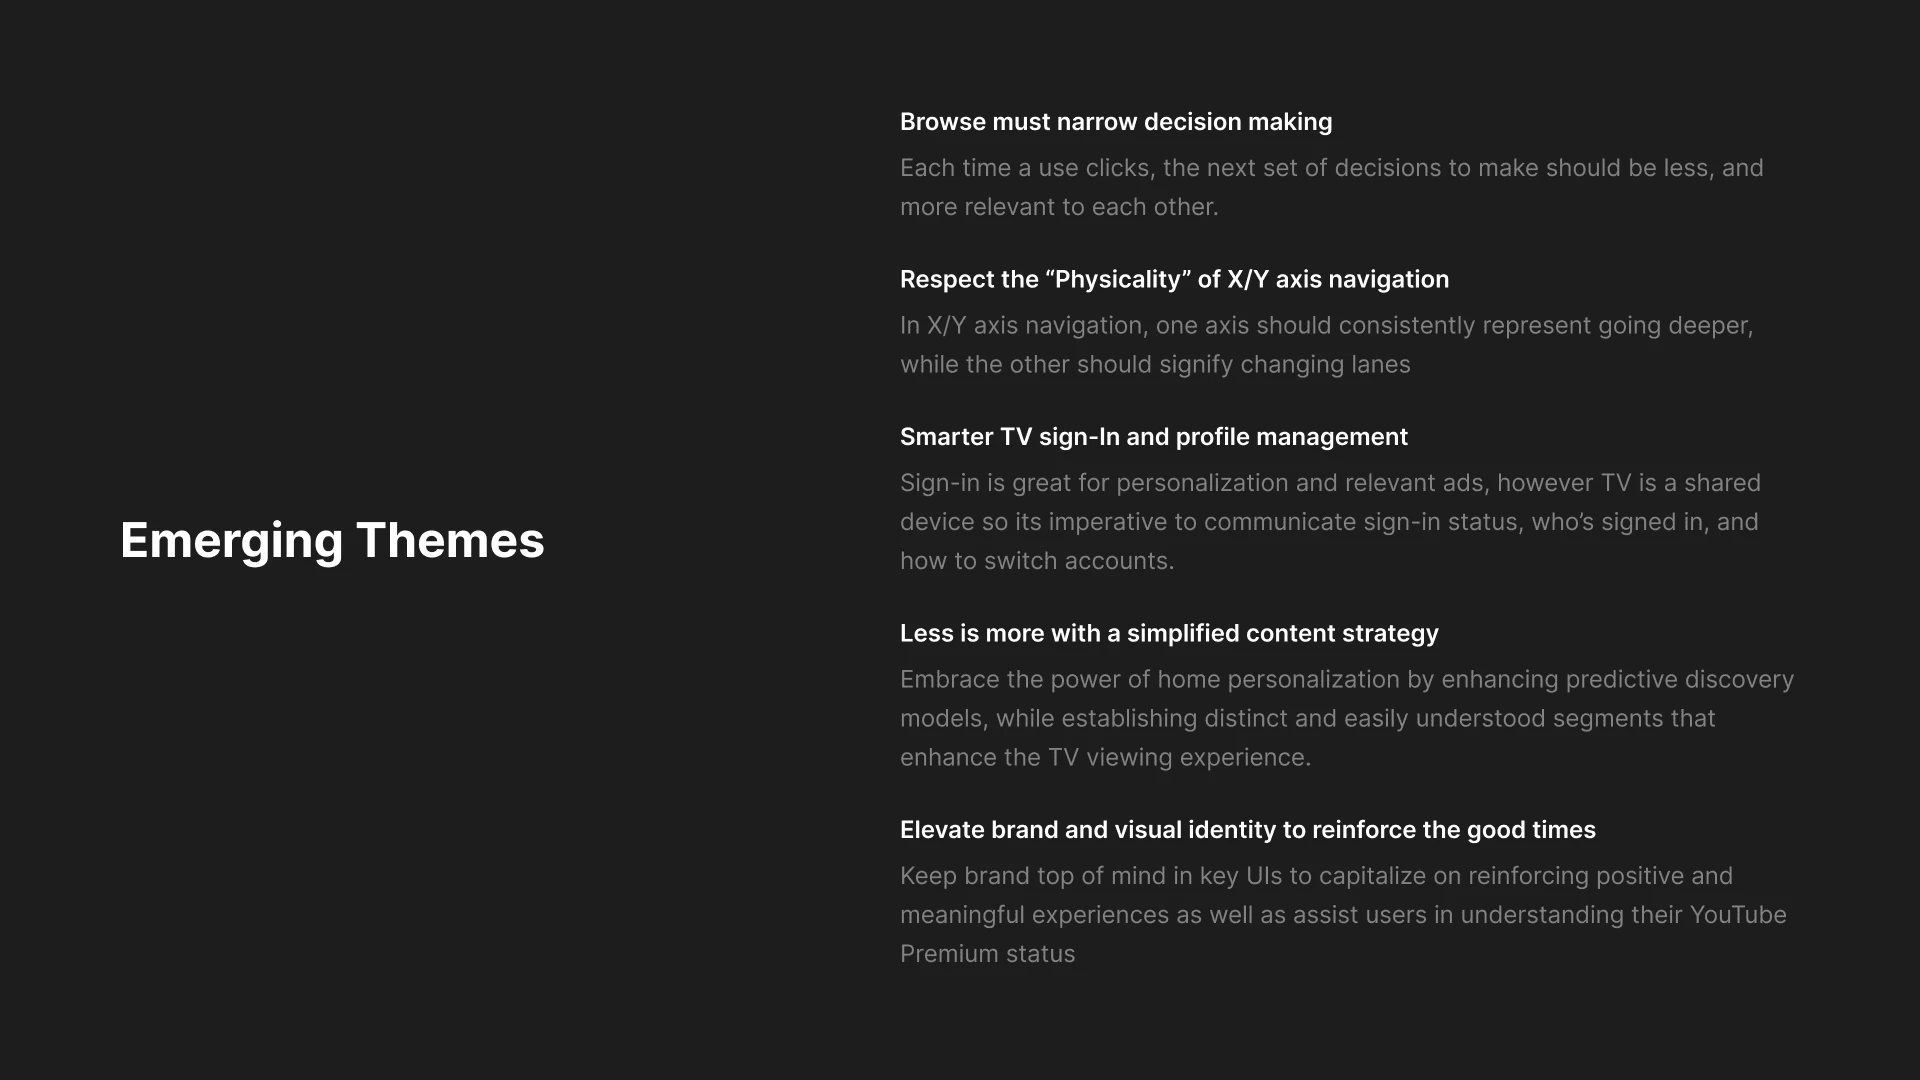 Emerging Themes
Browse must narrow decision making
Each time a use clicks, the next set of decisions to make should be less, and
more relevant to each other.
Respect the “Physicality” of X/Y axis navigation
In X/Y axis navigation, one axis should consistently represent going deeper,
while the other should signify changing lanes
Smarter TV sign-In and profile management
Sign-in is great for personalization and relevant ads, however TV is a shared
device so its imperative to communicate sign-in status, who’s signed in, and
how to switch accounts.
Less is more with a simplified content strategy
Embrace the power of home personalization by enhancing predictive discovery
models, while establishing distinct and easily understood segments that
enhance the TV viewing experience.
Elevate brand and visual identity to reinforce the good times
Keep brand top of mind in key UIs to capitalize on reinforcing positive and
meaningful experiences as well as assist users in understanding their YouTube
Premium status